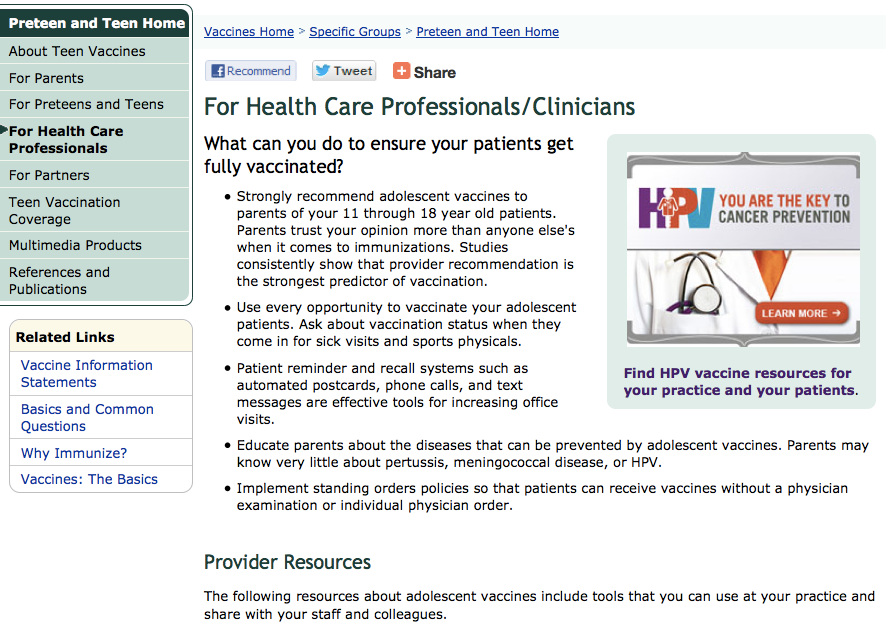 Preteen and Teen Home
About Teen Vaccines
For Parents
For Preteens and Teens
For Health Care
Professionals
For Partners
Teen Vaccination
Coverage
Multimedia Products
References and
Publications
Related Links
Vaccine Information
Statements
Basics and Common
Questions
Why Immunize?
Vaccines: The Basics
Vaccines Home > Specific Groups > Preteen and Teen Home
Recommend Tweet Share
For Health Care Professionals/Clinicians
What can you do to ensure your patients get
fully vaccinated?
• Strongly recommend adolescent vaccines to
parents of your 11 through 18 year old patients.
Parents trust your opinion more than anyone else's
when it comes to immunizations. Studies
consistently show that provider recommendation is
the strongest predictor of vaccination.
• Use every opportunity to vaccinate your adolescent
patients. Ask about vaccination status when they
come in for sick visits and sports physicals.
• Patient reminder and recall systems such as
automated postcards, phone calls, and text
messages are effective tools for increasing office
visits.
• Educate parents about the diseases that can be prevented by adolescent vaccines. Parents may
know very little about pertussis, meningococcal disease, or HPV.
• Implement standing orders policies so that patients can receive vaccines without a physician
examination or individual physician order.
HPV YOU ARE THE KEY TO
CANCER PREVENTION
LEARN MORE →
Find HPV vaccine resources for
your practice and your patients.
Provider Resources
The following resources about adolescent vaccines include tools that you can use at your practice and
share with your staff and colleagues.